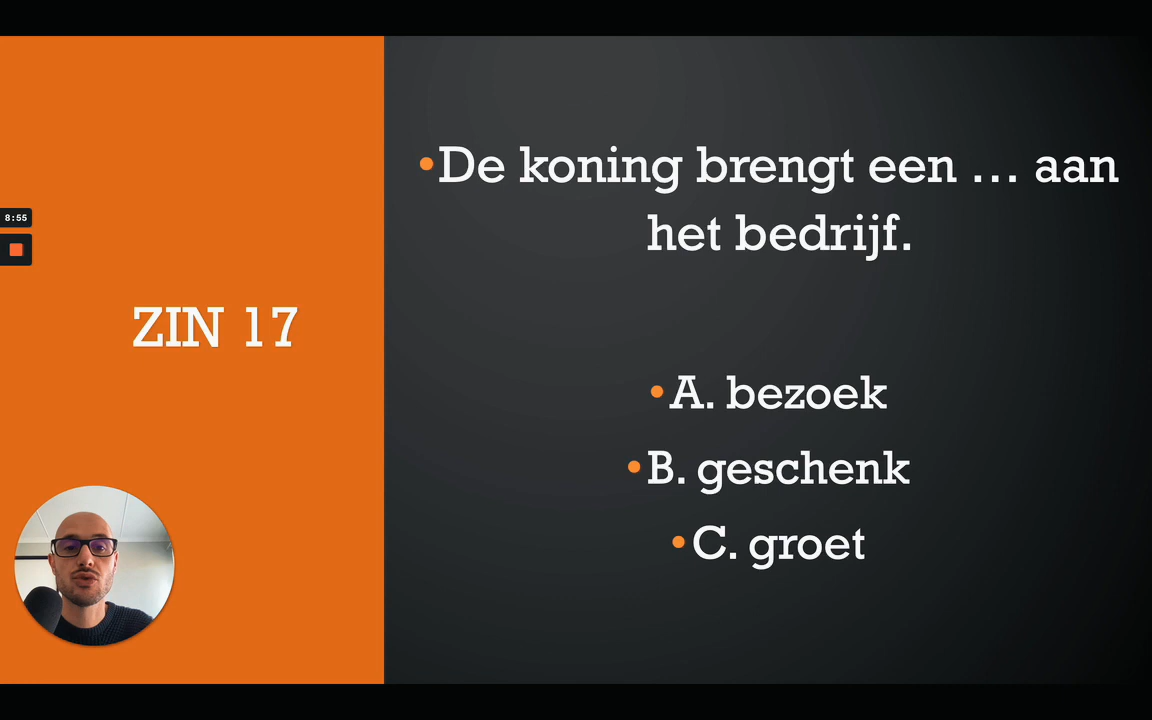 8:55
ZIN 17
•De koning brengt een … aan
het bedrijf.
•A. bezoek
•B. geschenk
•C. groet